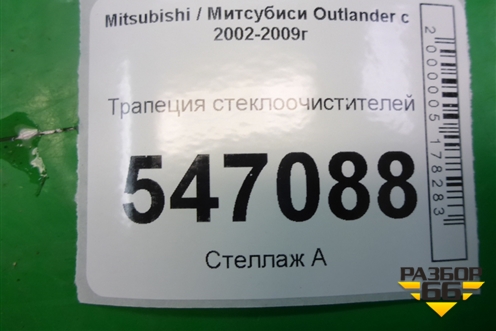 Mitsubishi / Митсубиси Outlander с
2002-2009г
Трапеция стеклоочистителей
547088
Стеллаж А
2000005178283
РАЗБОР
66